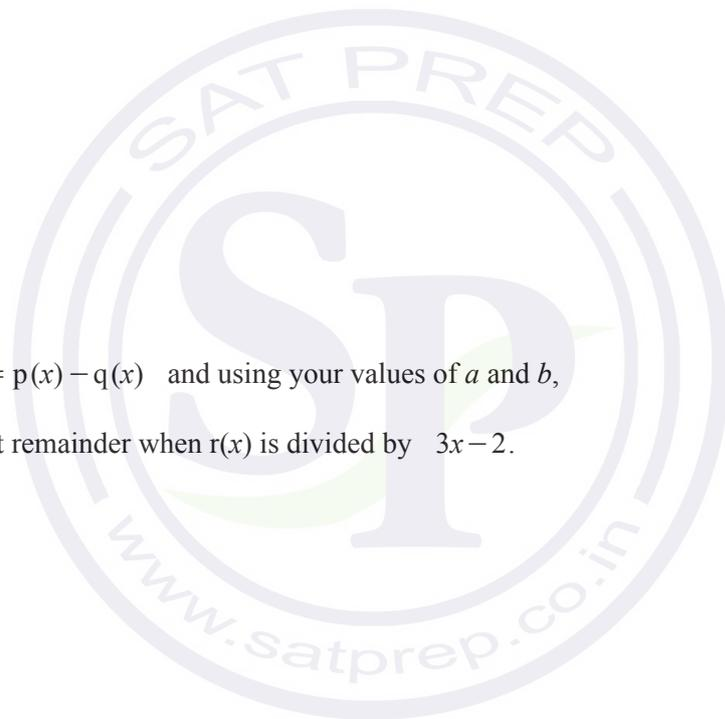 SAT PREP
SP
= p(x) − q(x) and using your values of a and b,
remainder when r(x) is divided by 3x − 2.
www.satprep.co.in